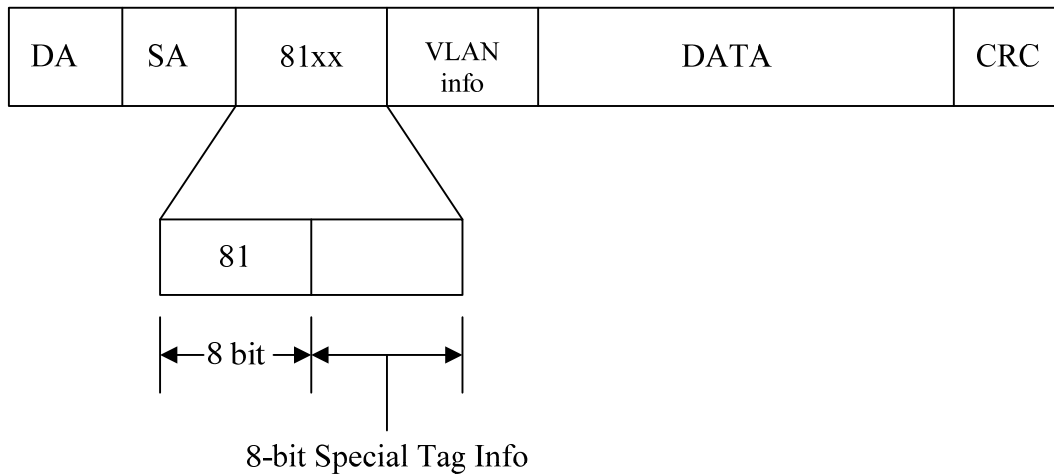 DA SA 81xx VLAN info DATA CRC
81
8 bit
8-bit Special Tag Info